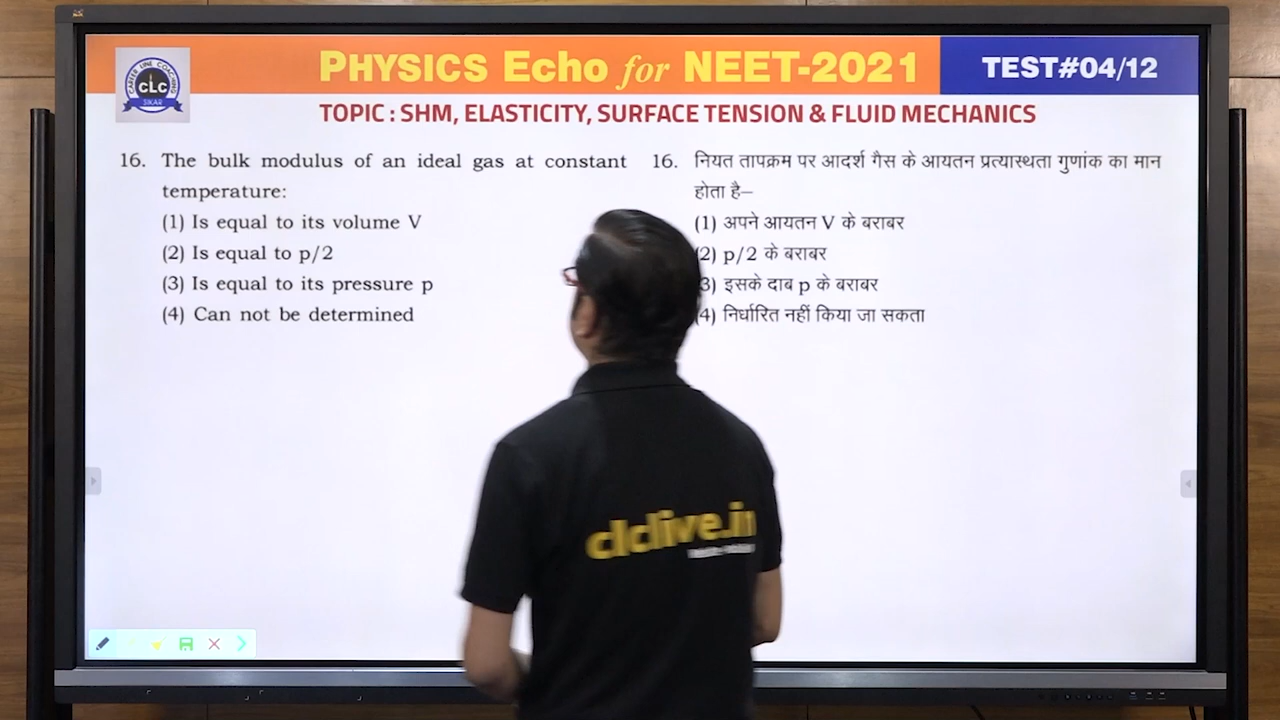 PHYSICS Echo for NEET-2021
TEST#04/12
CAREER LINE COACHING
CLC
SIKAR
TOPIC : SHM, ELASTICITY, SURFACE TENSION & FLUID MECHANICS
16. The bulk modulus of an ideal gas at constant
temperature:
(1) Is equal to its volume V
(2) Is equal to p/2
(3) Is equal to its pressure p
(4) Can not be determined
16. नियत तापक्रम पर आदर्श गैस के आयतन प्रत्यास्थता गुणांक का मान
होता है–
(1) अपने आयतन V के बराबर
(2) p/2 के बराबर
3) इसके दाब p के बराबर
(4) निर्धारित नहीं किया जा सकता
clclive.in